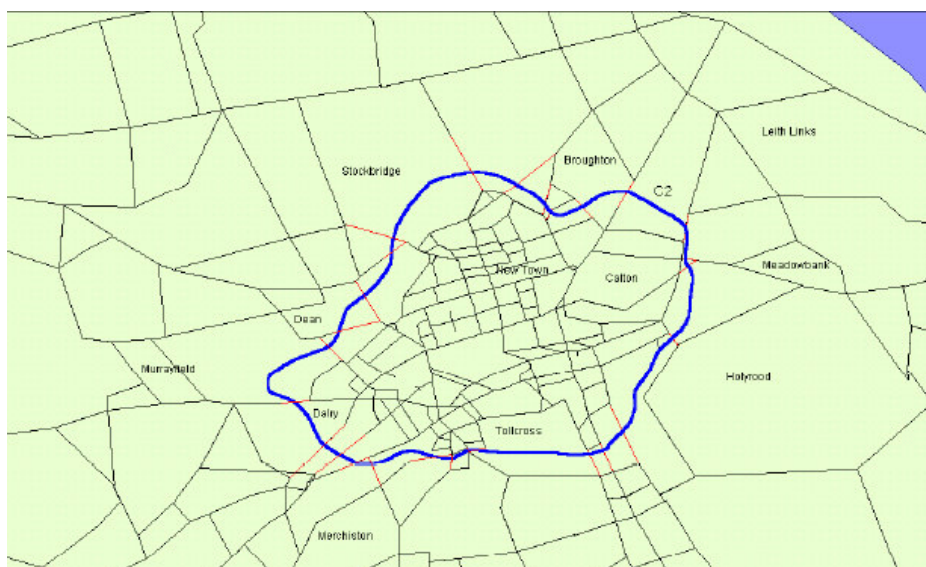 Leith Links
Broughton
Stockbridge
C2
New Town
Meadowbank
Calton
Dean
Murrayfield
Holyrood
Dalry
Tollcross
Merchiston